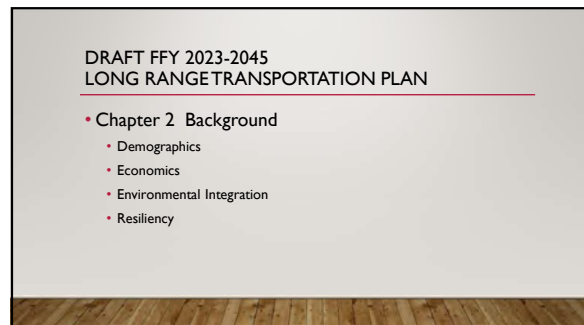 DRAFT FFY 2023-2045
LONG RANGE TRANSPORTATION PLAN
• Chapter 2 Background
• Demographics
• Economics
• Environmental Integration
• Resiliency